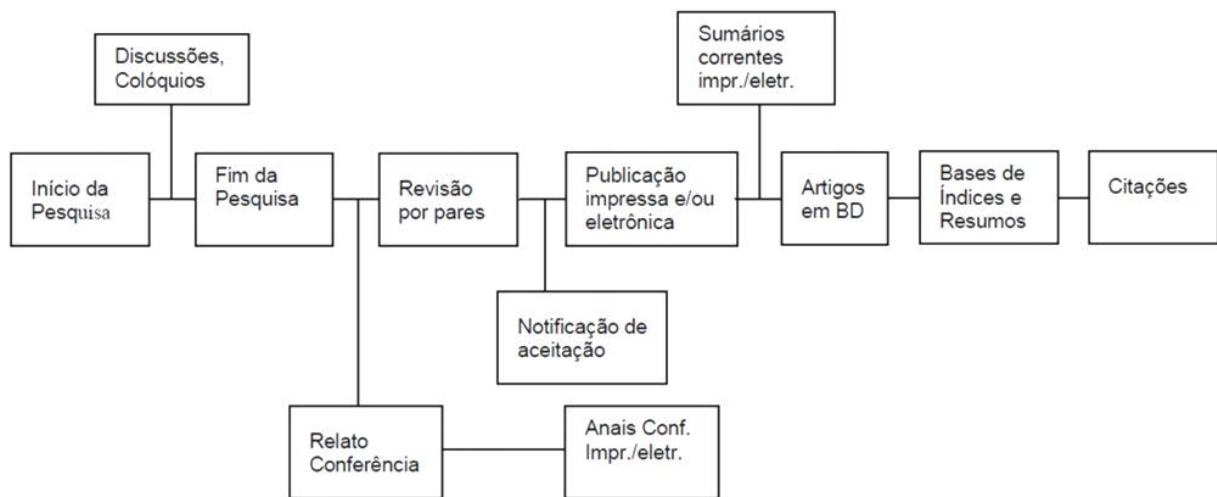 Discussões,
Colóquios
Sumários
correntes
impr./eletr.
Início da
Pesquisa
Fim da
Pesquisa
Revisão
por pares
Publicação
impressa e/ou
eletrônica
Artigos
em BD
Bases de
Índices e
Resumos
Citações
Notificação de
aceitação
Relato
Conferência
Anais Conf.
Impr./eletr.